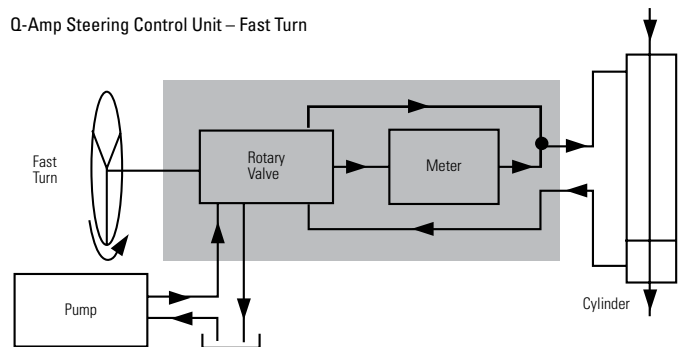 Q-Amp Steering Control Unit – Fast Turn
Fast
Turn
Rotary
Valve
Meter
Pump
Cylinder